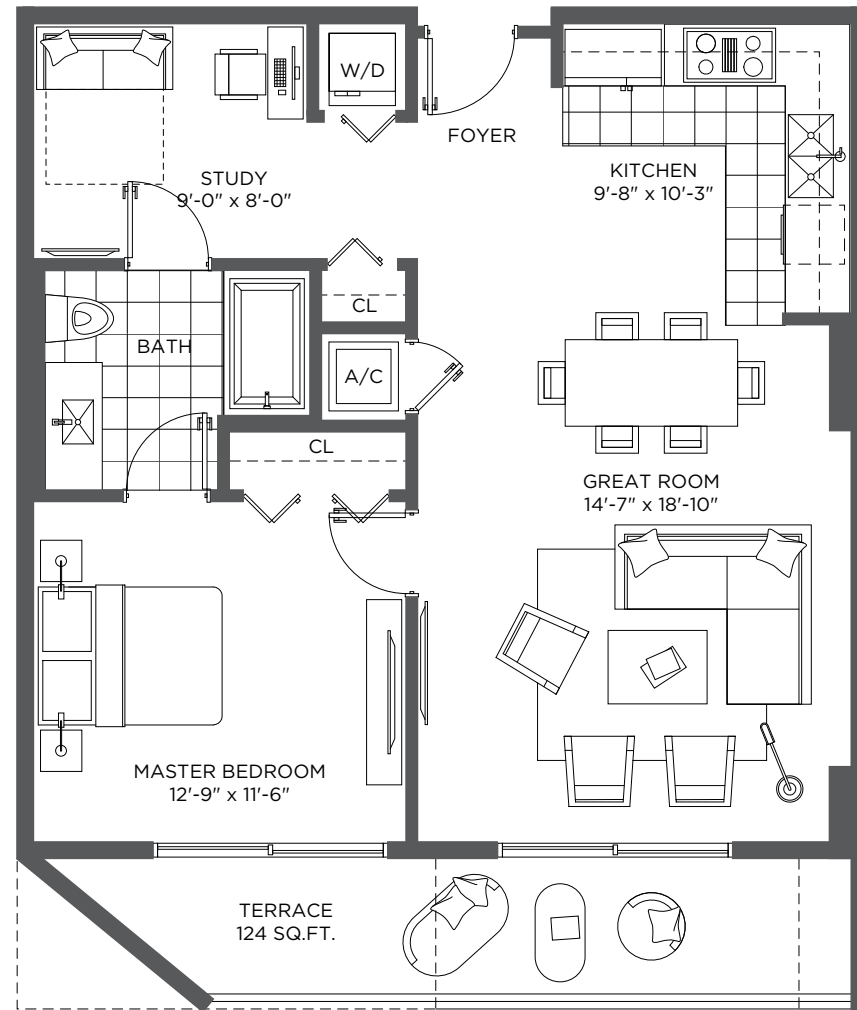 W/D
FOYER
STUDY
9'-0" x 8'-0"
KITCHEN
9'-8" x 10'-3"
CL
BATH
A/C
CL
GREAT ROOM
14'-7" x 18'-10"
MASTER BEDROOM
12'-9" x 11'-6"
TERRACE
124 SQ.FT.